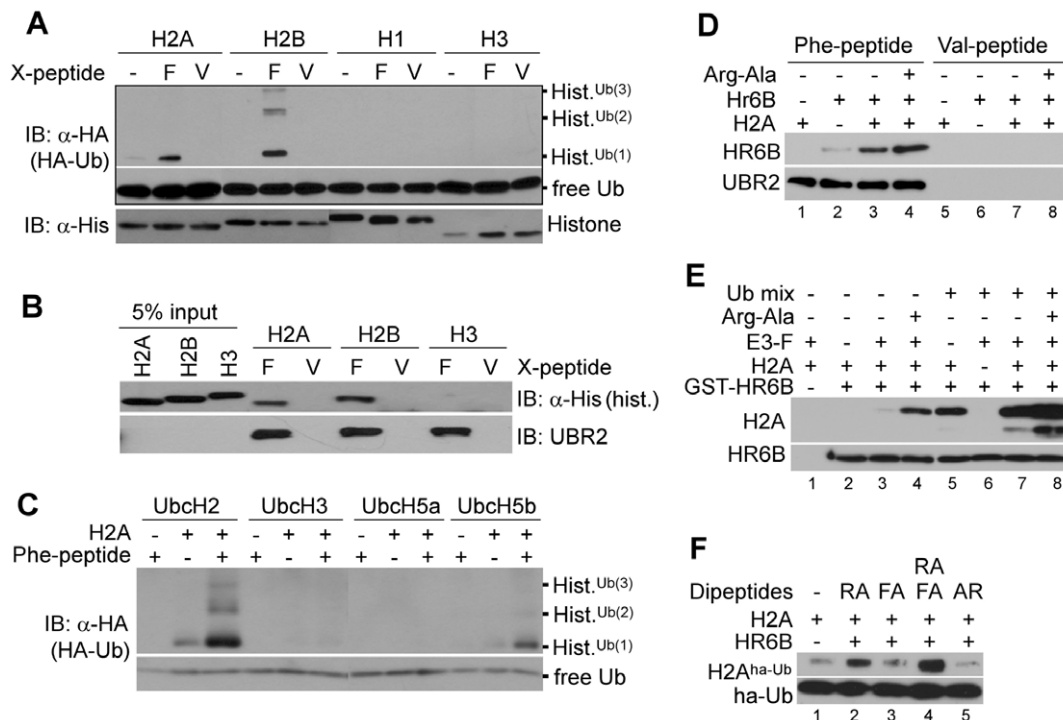 A
H2A H2B H1 H3
X-peptide - F V - F V - F V - F V
IB: α-HA
(HA-Ub)
Hist.Ub(3)
Hist.Ub(2)
Hist.Ub(1)
free Ub
IB: α-His
Histone
B
5% input
H2A H2B H3
H2A H2B H3
F V F V F V X-peptide
IB: α-His (hist.)
IB: UBR2
C
UbcH2 UbcH3 UbcH5a UbcH5b
H2A - + + - + + - + + - + +
Phe-peptide + - + + - + + - + + - +
IB: α-HA
(HA-Ub)
Hist.Ub(3)
Hist.Ub(2)
Hist.Ub(1)
free Ub
D
Phe-peptide Val-peptide
Arg-Ala - - - + - - - +
Hr6B - + + + - + + +
H2A + - + + + - + +
HR6B
UBR2
1 2 3 4 5 6 7 8
E
Ub mix - - - - + + + +
Arg-Ala - - - + - - - +
E3-F + - + + - + + +
H2A + + + + + - + +
GST-HR6B - + + + + + + +
H2A
HR6B
1 2 3 4 5 6 7 8
F
RA
Dipeptides - RA FA FA AR
H2A + + + + +
HR6B - + + + +
H2Aha-Ub
ha-Ub
1 2 3 4 5